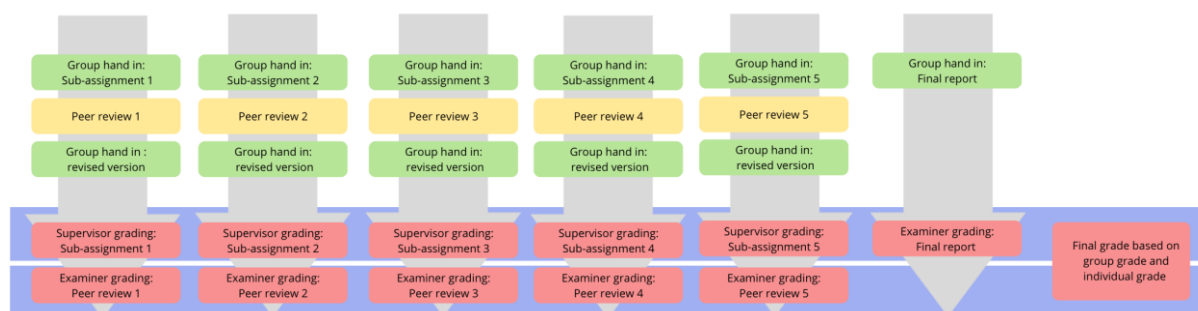 Group hand in:
Sub-assignment 1
Peer review 1
Group hand in :
revised version
Supervisor grading:
Sub-assignment 1
Examiner grading:
Peer review 1
Group hand in:
Sub-assignment 2
Peer review 2
Group hand in:
revised version
Supervisor grading:
Sub-assignment 2
Examiner grading:
Peer review 2
Group hand in:
Sub-assignment 3
Peer review 3
Group hand in:
revised version
Supervisor grading:
Sub-assignment 3
Examiner grading:
Peer review 3
Group hand in:
Sub-assignment 4
Peer review 4
Group hand in:
revised version
Supervisor grading:
Sub-assignment 4
Examiner grading:
Peer review 4
Group hand in:
Sub-assignment 5
Peer review 5
Group hand in:
revised version
Supervisor grading:
Sub-assignment 5
Examiner grading:
Peer review 5
Group hand in:
Final report
Examiner grading:
Final report
Final grade based on
group grade and
individual grade